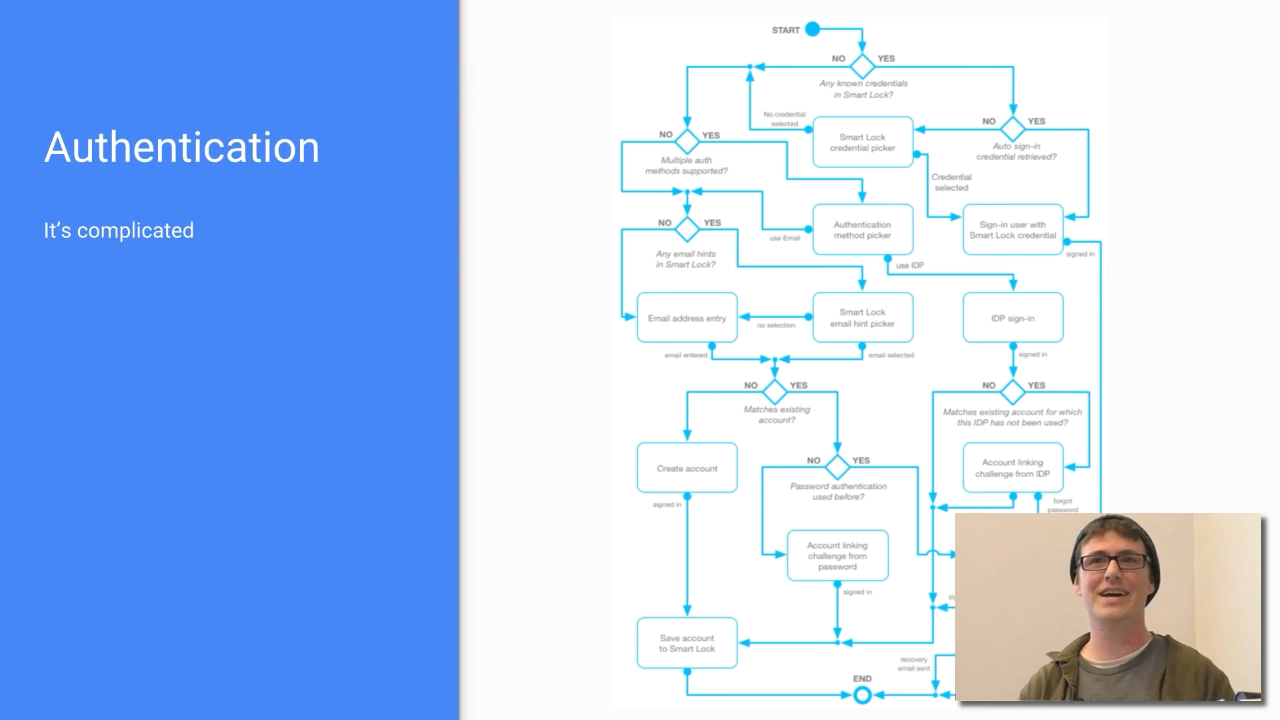 Authentication
It's complicated
START
NO
YES
Any known credentials
in Smart Lock?
No credential
selected
Smart Lock
credential picker
NO
YES
Auto sign-in
credential retrieved?
NO
YES
Multiple auth
methods supported?
Credential
selected
Authentication
method picker
Sign-in user with
Smart Lock credential
NO
YES
use Email
Any email hints
in Smart Lock?
use IDP
signed in
Email address entry
no selection
Smart Lock
email hint picker
IDP sign-in
email entered
email selected
signed in
NO
YES
Matches existing
account?
NO
YES
Matches existing account for which
this IDP has not been used?
Create account
NO
YES
Password authentication
used before?
Account linking
challenge from IDP
signed in
forgot
password
Account linking
challenge from
password
signed in
Save account
to Smart Lock
recovery
email sent
END